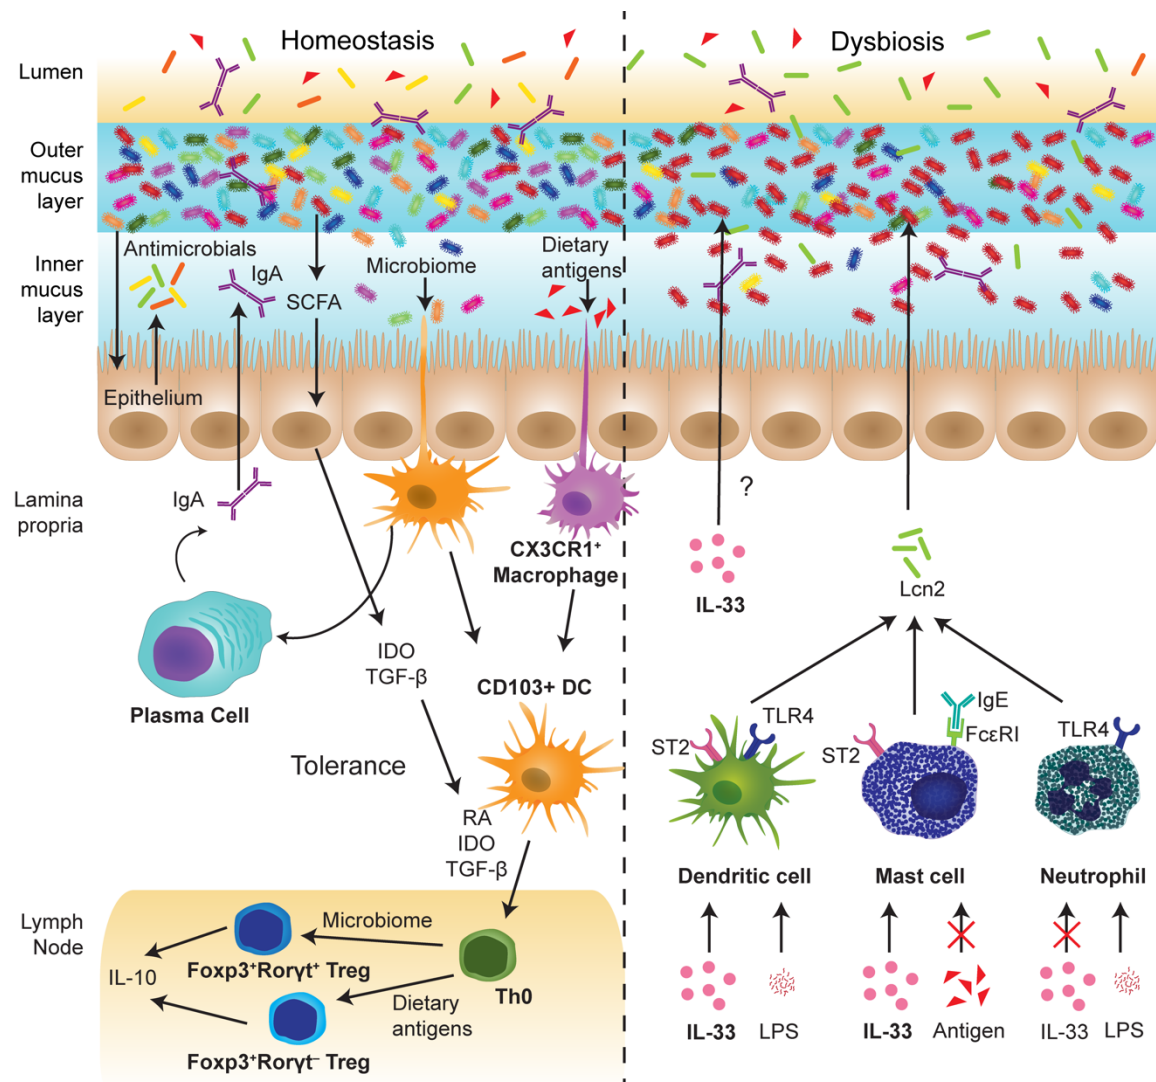 Homeostasis
Dysbiosis
Lumen
Outer
mucus
layer
Inner
mucus
layer
Antimicrobials
IgA
SCFA
Microbiome
Dietary
antigens
Epithelium
Lamina
propria
IgA
Plasma Cell
CX3CR1⁺
Macrophage
IDO
TGF-β
CD103+ DC
Tolerance
RA
IDO
TGF-β
Lymph
Node
Microbiome
Foxp3⁺Rorγt⁺ Treg
IL-10
Th0
Dietary
antigens
Foxp3⁺Rorγt⁻ Treg
?
IL-33
Lcn2
ST2
TLR4
Dendritic cell
ST2
IgE
FcεRI
Mast cell
TLR4
Neutrophil
IL-33
LPS
IL-33
Antigen
IL-33
LPS